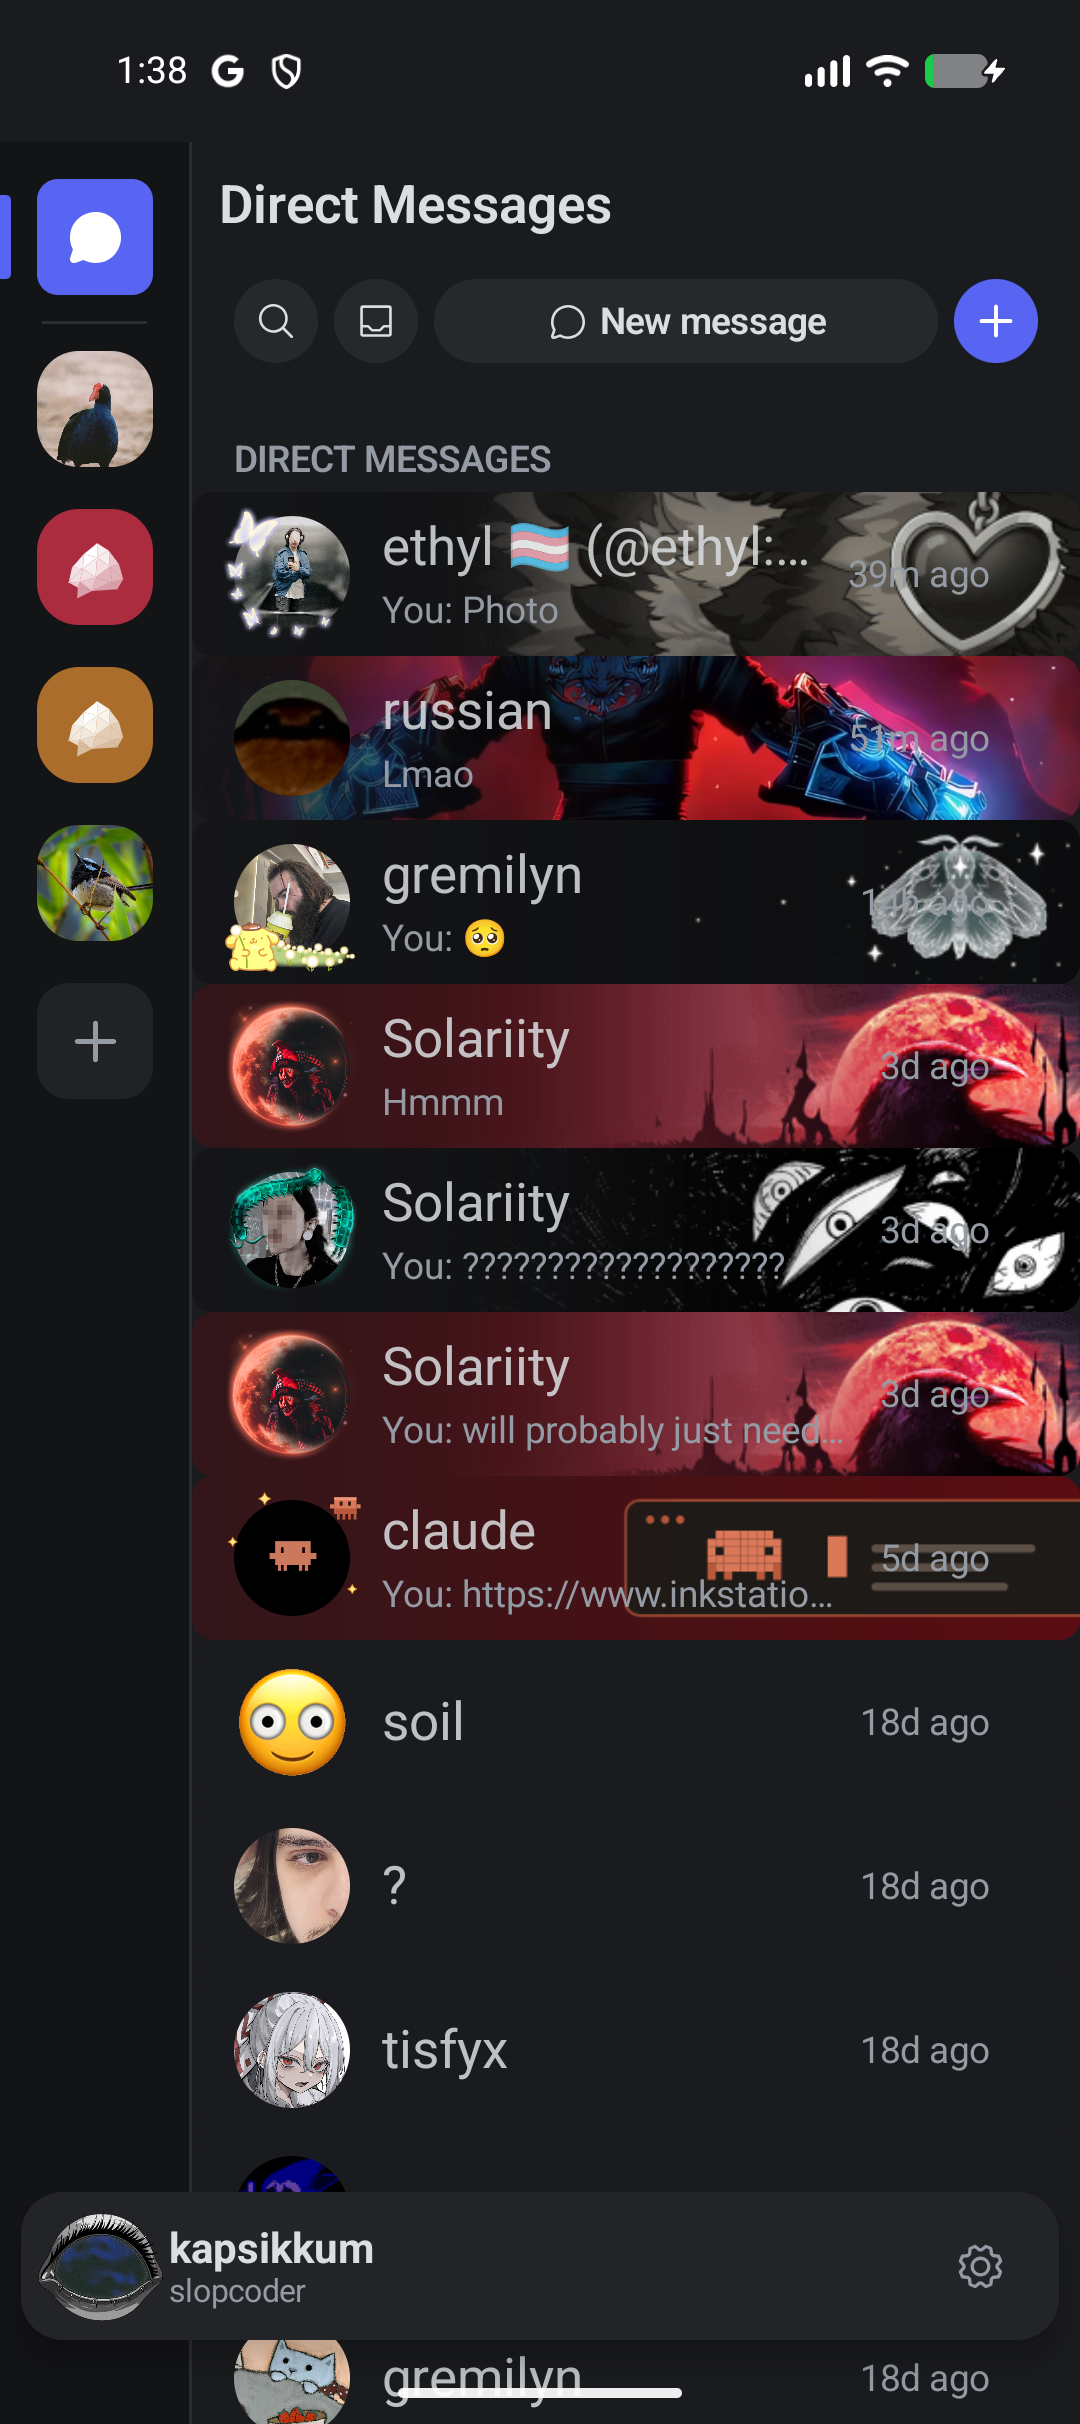 1:38
Direct Messages
New message
DIRECT MESSAGES
ethyl 🏳️‍⚧️ (@ethyl:...
39m ago
You: Photo
russian
51m ago
Lmao
gremilyn
14h ago
You: 🥺
Solariity
3d ago
Hmmm
Solariity
3d ago
You: ???????????????????
Solariity
3d ago
You: will probably just need...
claude
5d ago
You: https://www.inkstatio...
soil
18d ago
?
18d ago
tisfyx
18d ago
kapsikkum
slopcoder
gremilyn
18d ago